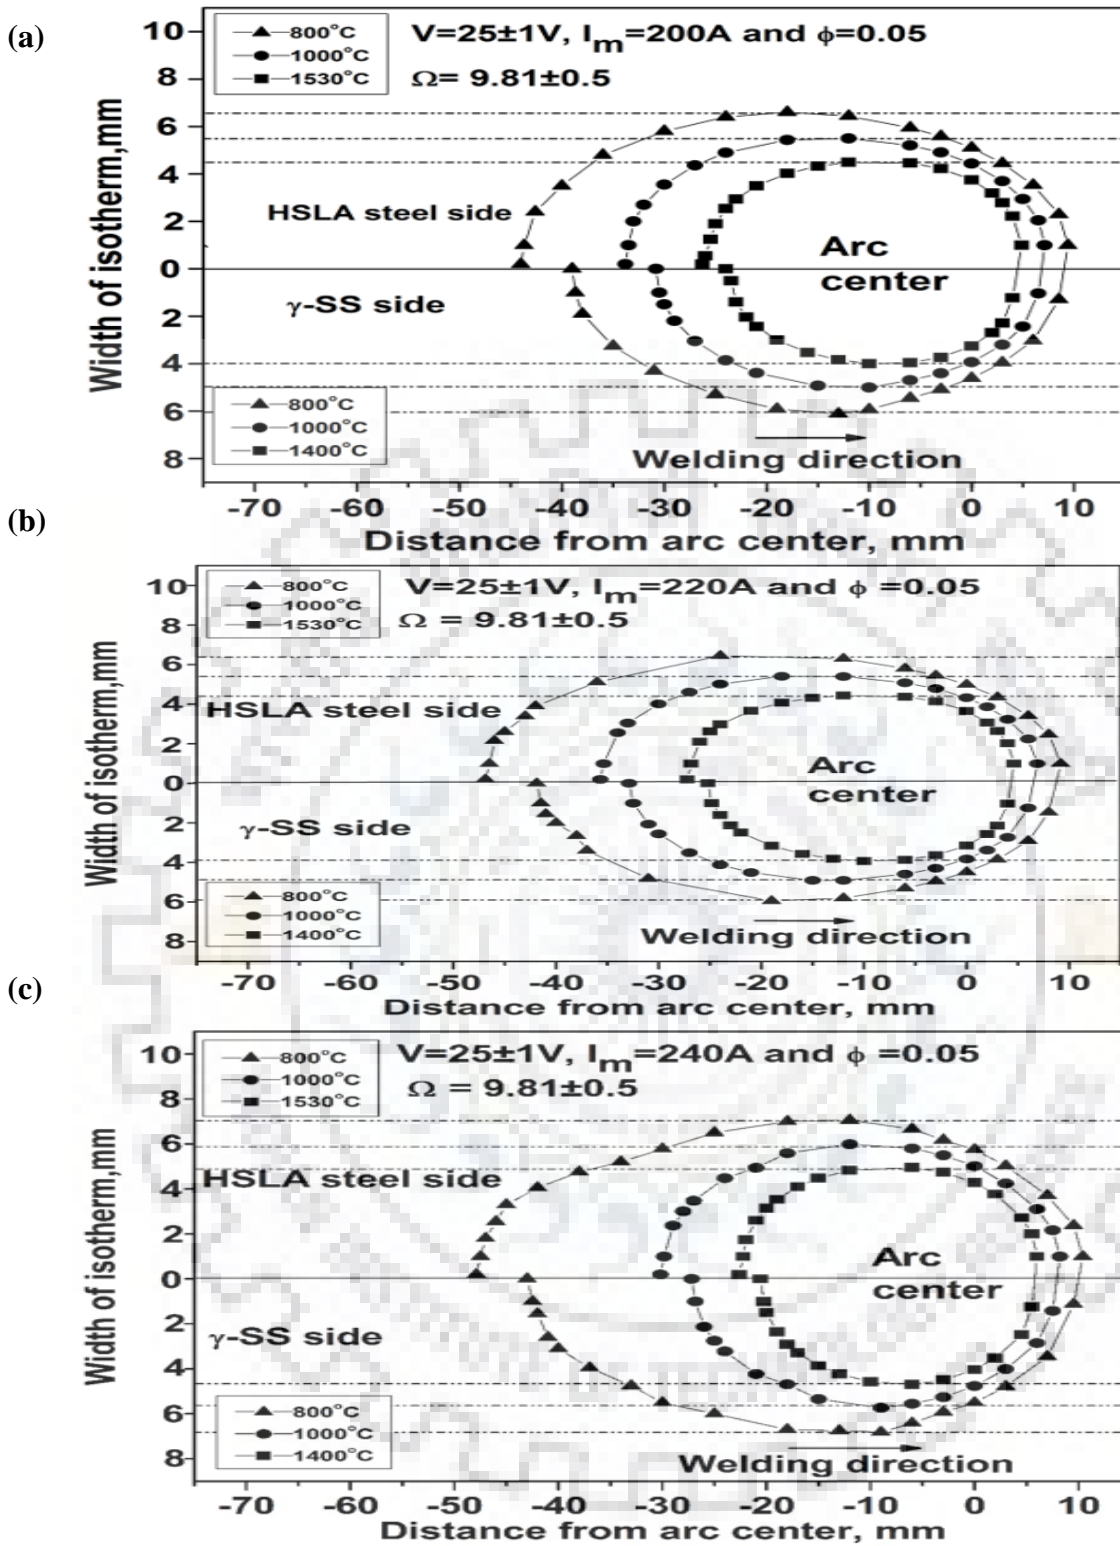 (a)
10
8
6
4
2
0
2
4
6
8
Width of isotherm,mm
800°C
1000°C
1530°C
V=25±1V, Im=200A and ϕ=0.05
Ω= 9.81±0.5
HSLA steel side
Arc
center
γ-SS side
800°C
1000°C
1400°C
Welding direction
-70 -60 -50 -40 -30 -20 -10 0 10
Distance from arc center, mm
(b)
10
8
6
4
2
0
2
4
6
8
Width of isotherm,mm
800°C
1000°C
1530°C
V=25±1V, Im=220A and ϕ =0.05
Ω = 9.81±0.5
HSLA steel side
Arc
center
γ-SS side
800°C
1000°C
1400°C
Welding direction
-70 -60 -50 -40 -30 -20 -10 0 10
Distance from arc center, mm
(c)
10
8
6
4
2
0
2
4
6
8
Width of isotherm,mm
800°C
1000°C
1530°C
V=25±1V, Im=240A and ϕ =0.05
Ω = 9.81±0.5
HSLA steel side
Arc
center
γ-SS side
800°C
1000°C
1400°C
Welding direction
-70 -60 -50 -40 -30 -20 -10 0 10
Distance from arc center, mm